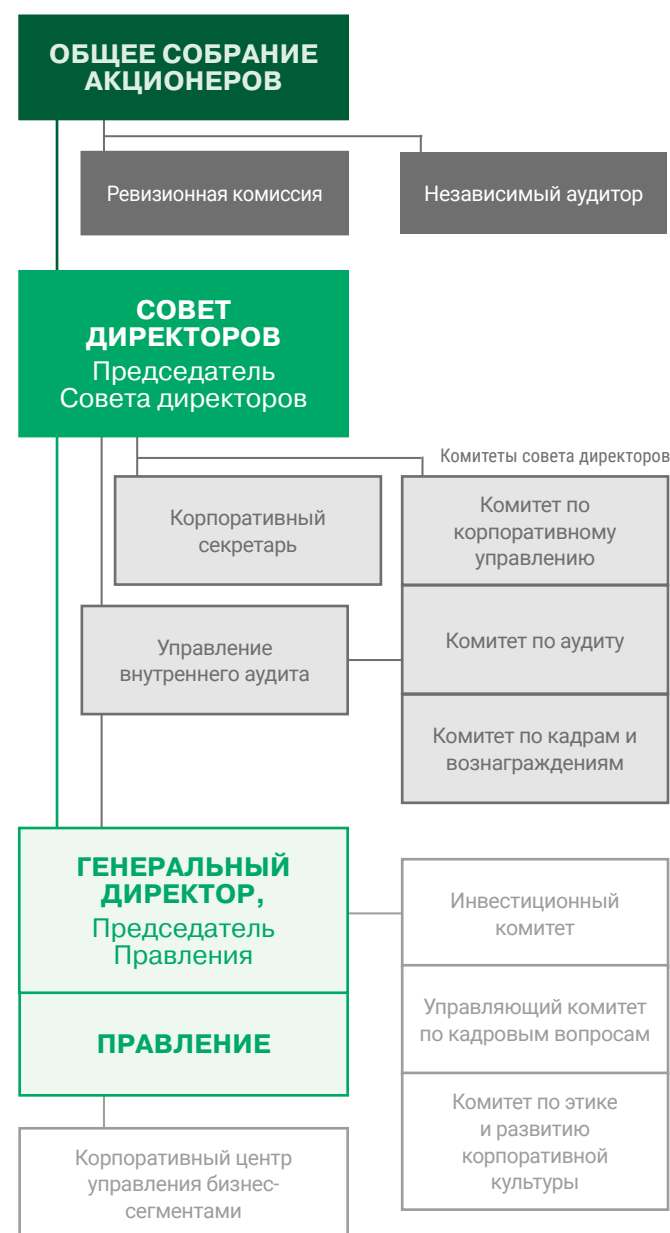 ОБЩЕЕ СОБРАНИЕ
АКЦИОНЕРОВ
Ревизионная комиссия
Независимый аудитор
СОВЕТ
ДИРЕКТОРОВ
Председатель
Совета директоров
Комитеты совета директоров
Корпоративный
секретарь
Комитет по
корпоративному
управлению
Управление
внутреннего аудита
Комитет по аудиту
Комитет по кадрам и
вознаграждениям
ГЕНЕРАЛЬНЫЙ
ДИРЕКТОР,
Председатель
Правления
Инвестиционный
комитет
ПРАВЛЕНИЕ
Управляющий комитет
по кадровым вопросам
Комитет по этике
и развитию
корпоративной
культуры
Корпоративный центр
управления бизнес-
сегментами